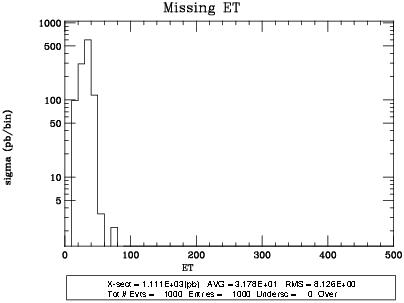 Missing ET
sigma (pb/bin)
1000
500
100
50
10
5
0 100 200 300 400 500
ET
X-sect = 1.111E+03(pb) AVG = 3.178E+01 RMS = 8.126E+00
Tot # Evts = 1000 Entries = 1000 Undersc = 0 Over